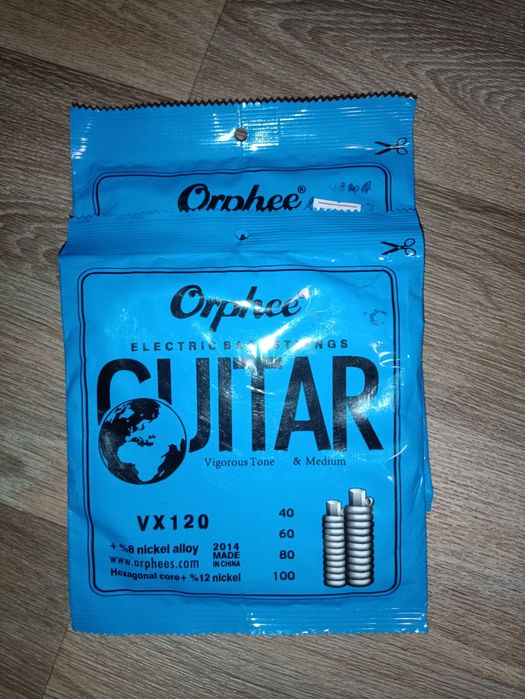 Orphee®
Orphee
ELECTRIC BASS STRINGS
GUITAR
Vigorous Tone & Medium
VX120
40
60
80
100
+ %8 nickel alloy
www.orphees.com
Hexagonal core+ %12 nickel
2014
MADE
IN CHINA